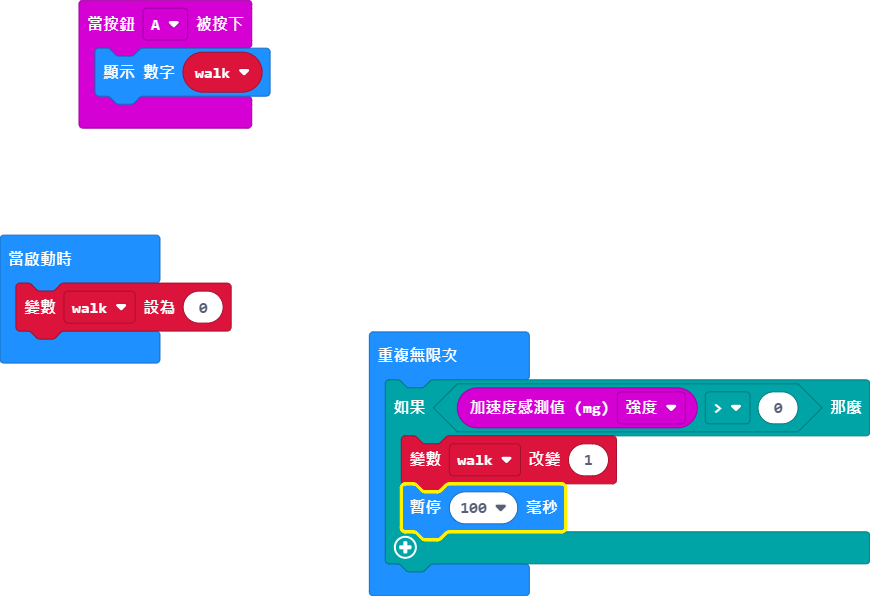 當按鈕 A 被按下
顯示 數字 walk
當啟動時
變數 walk 設為 0
重複無限次
如果 加速度感測值 (mg) 強度 > 0 那麼
變數 walk 改變 1
暫停 100 毫秒